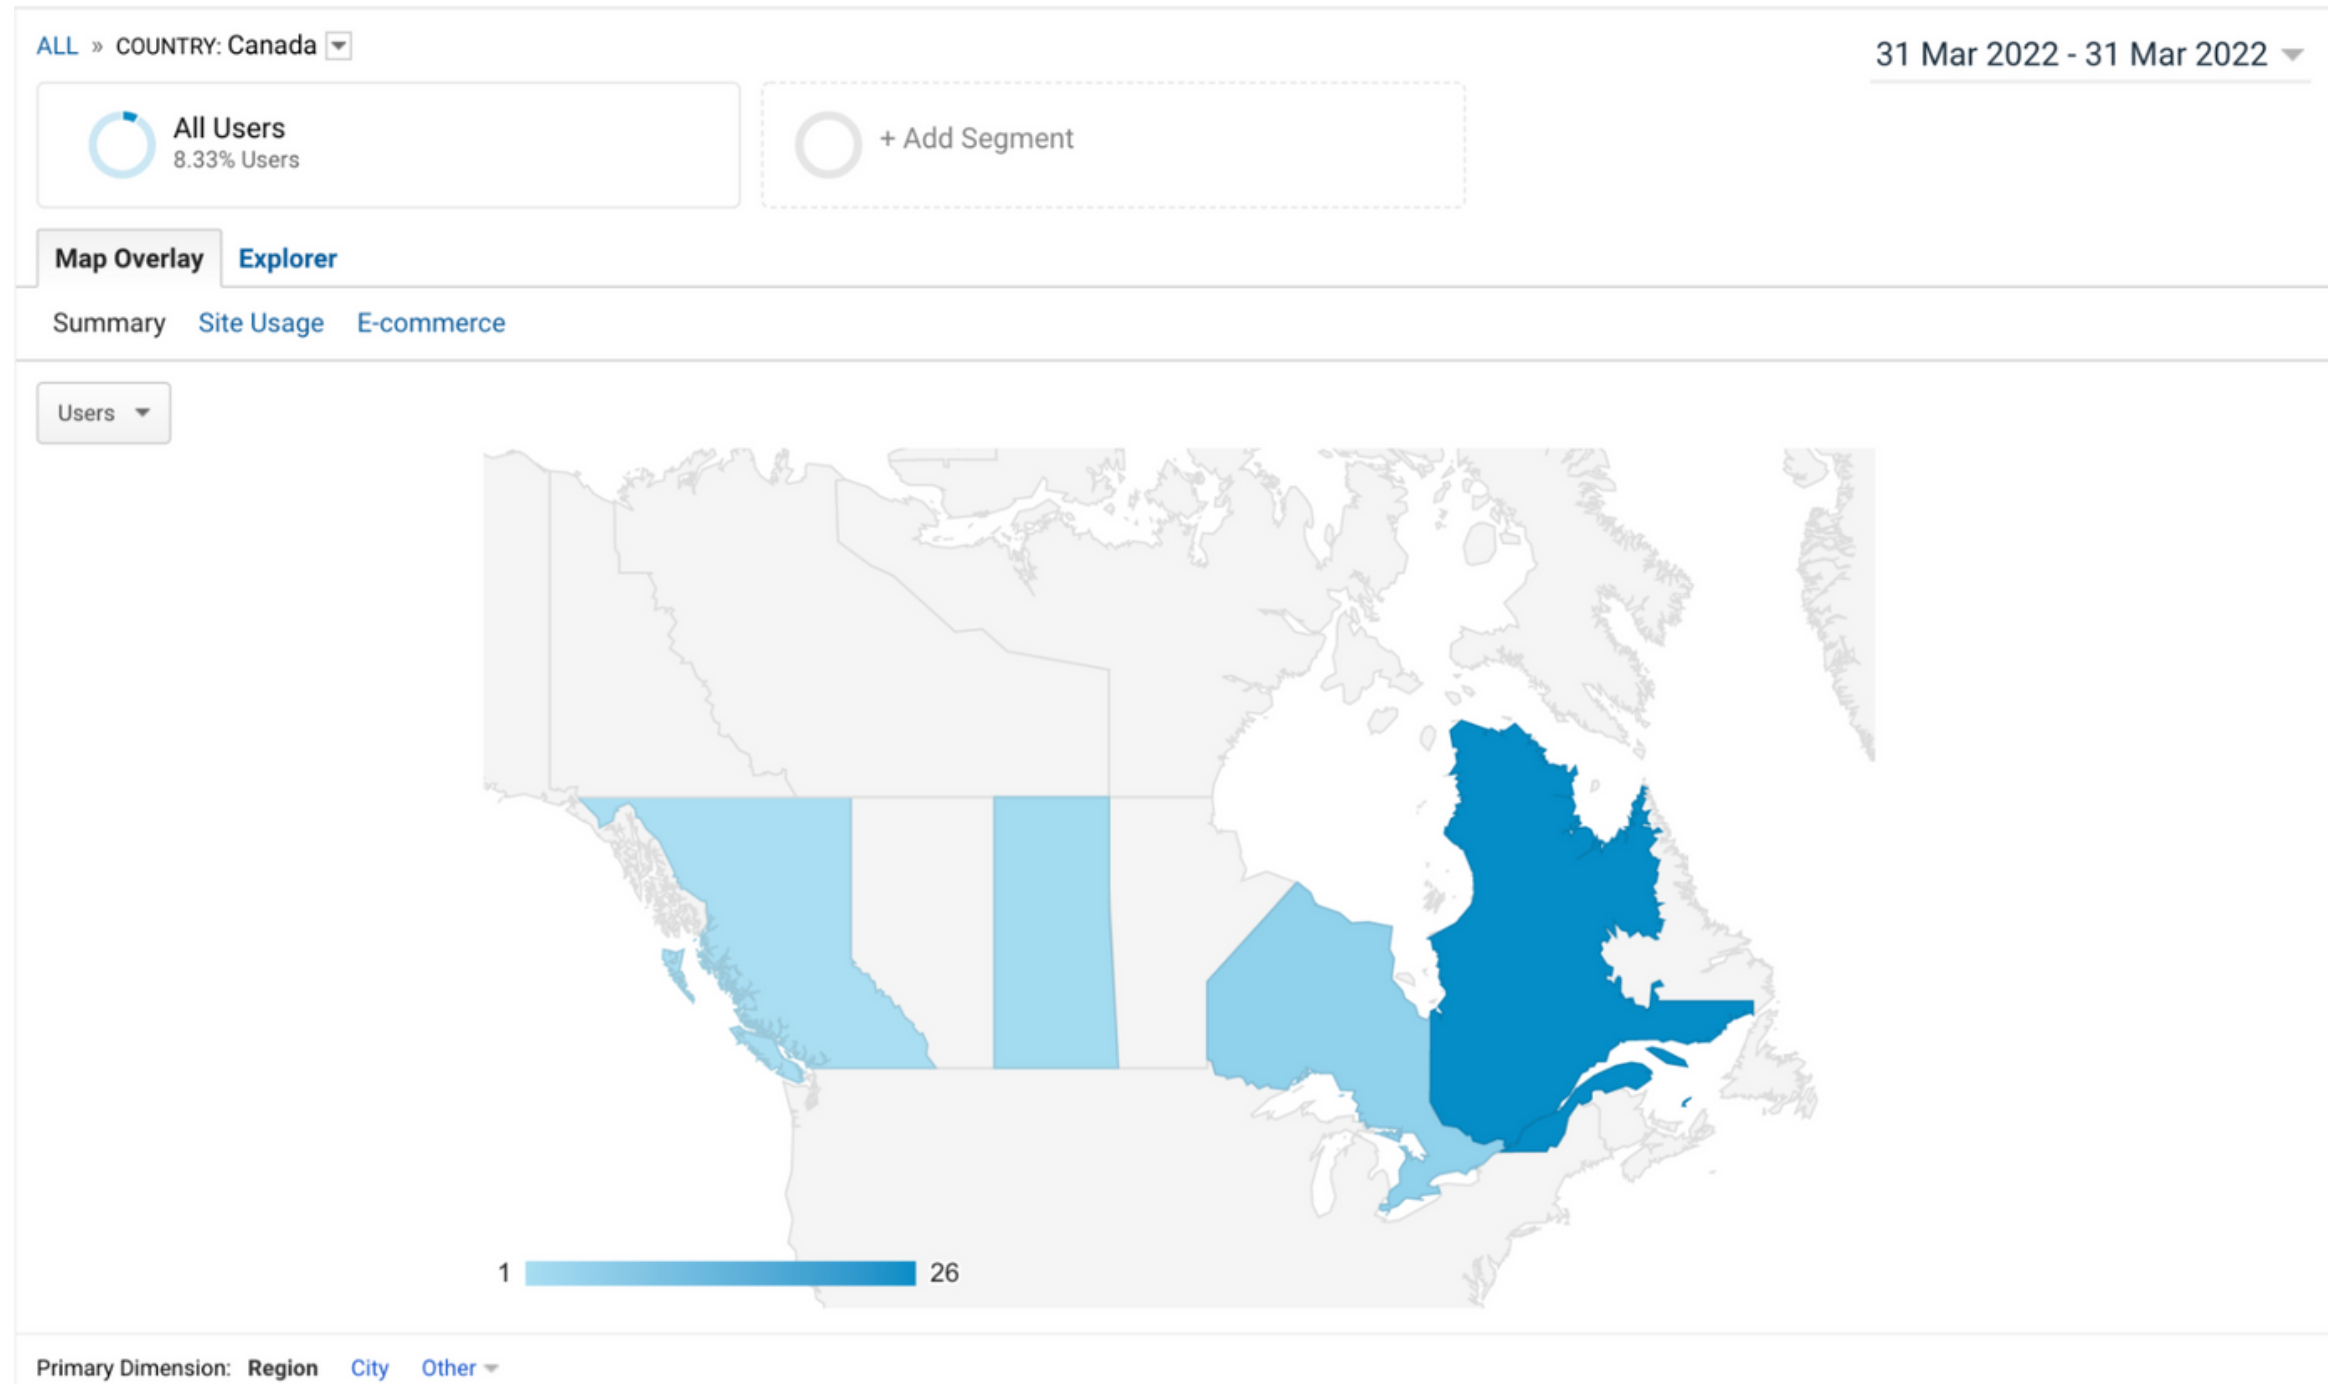 ALL » COUNTRY: Canada
31 Mar 2022 - 31 Mar 2022
All Users
8.33% Users
+ Add Segment
Map Overlay Explorer
Summary Site Usage E-commerce
Users
1 26
Primary Dimension: Region City Other